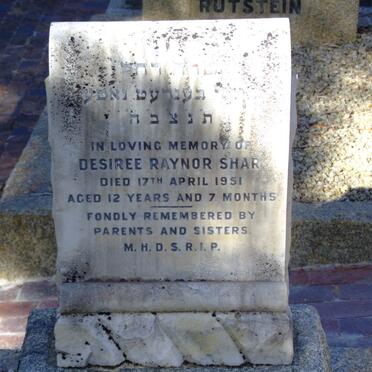 RUTSTEIN
תנצבה
IN LOVING MEMORY OF
DESIREE RAYNOR
DIED 17TH APRIL 1951
AGED 12 YEARS AND 7 MONTHS
FONDLY REMEMBERED BY
PARENTS AND SISTERS.
M.H.D.S.R.I.P.